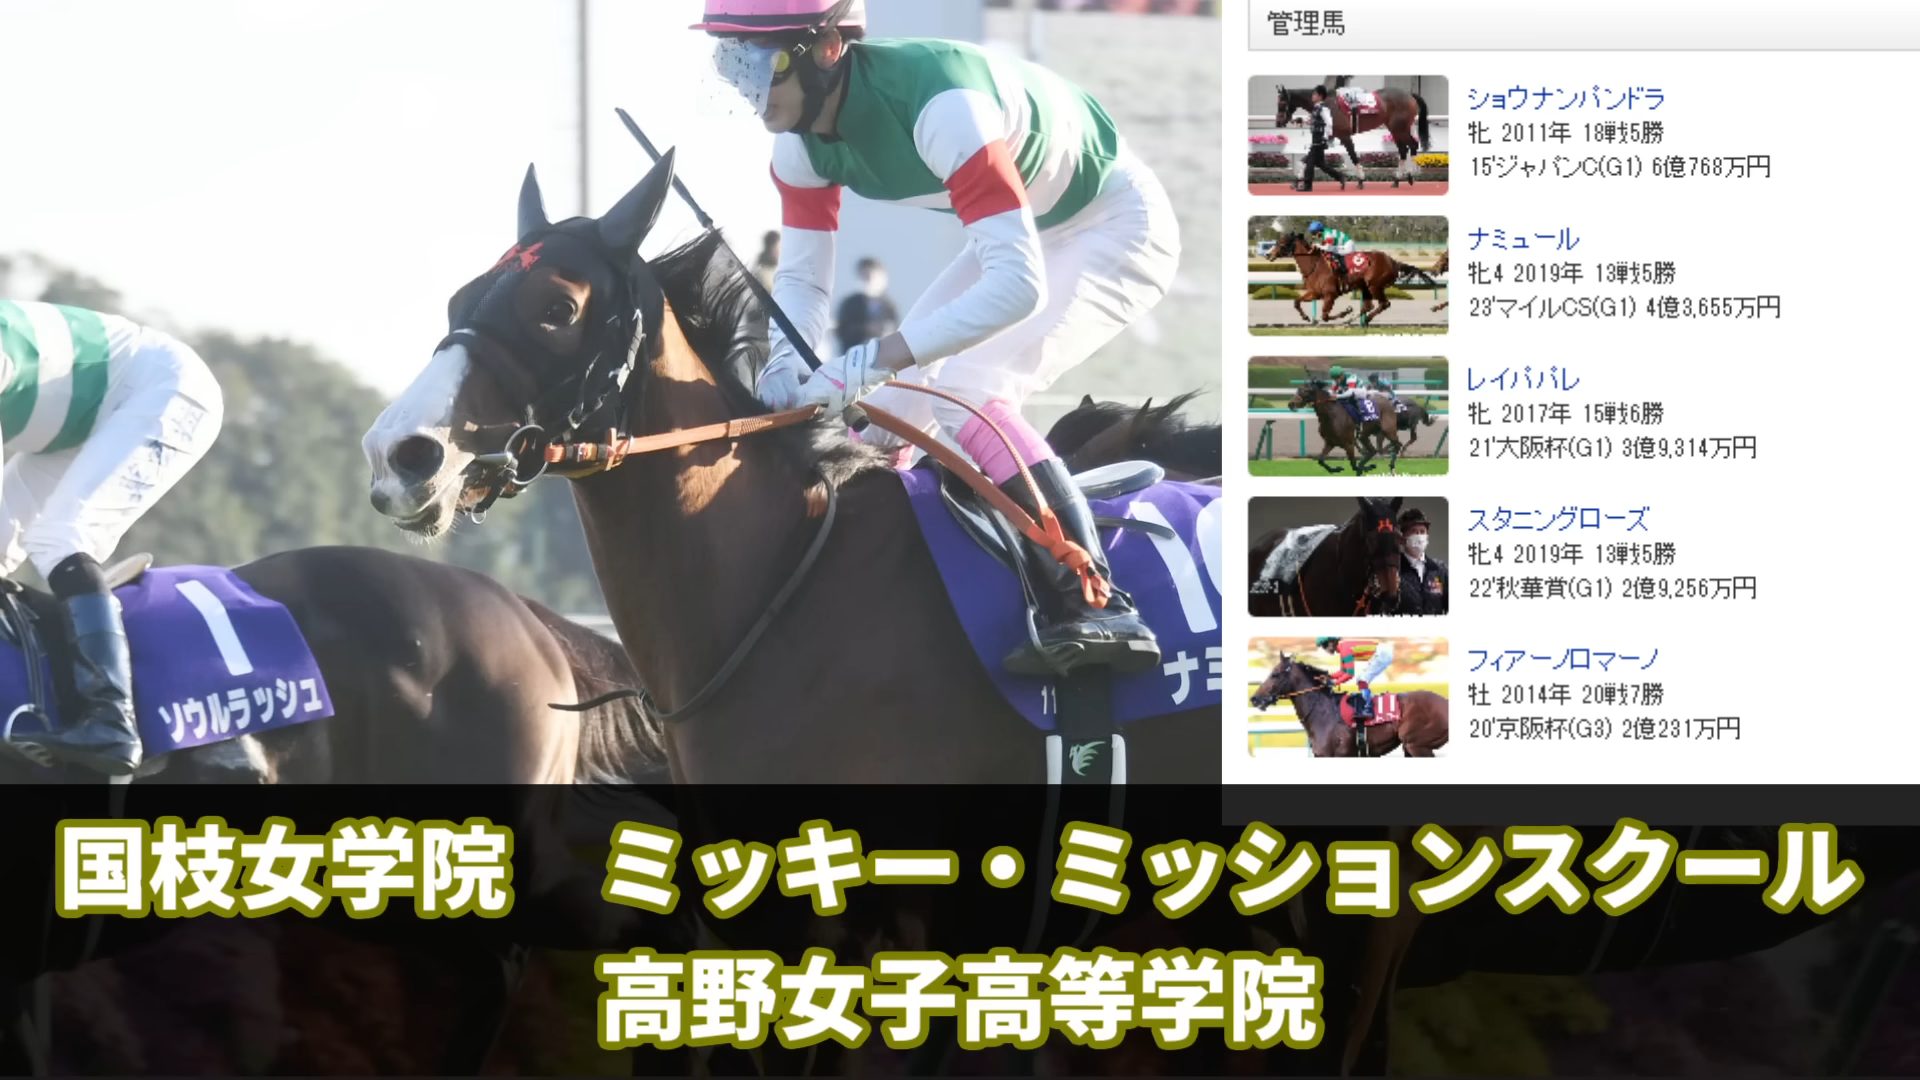 管理馬
ショウナンパンドラ
牝 2011年 18戦5勝
15'ジャパンC(G1) 6億768万円
ナミュール
牝4 2019年 13戦5勝
23'マイルCS(G1) 4億3,655万円
レイパパレ
牝 2017年 15戦6勝
21'大阪杯(G1) 3億9,314万円
スタニングローズ
牝4 2019年 13戦5勝
22'秋華賞(G1) 2億9,256万円
フィアーノロマーノ
牡 2014年 20戦7勝
20'京阪杯(G3) 2億231万円
1
ソウルラッシュ
ナミ
11
国枝女学院 ミッキー・ミッションスクール
高野女子高等学院